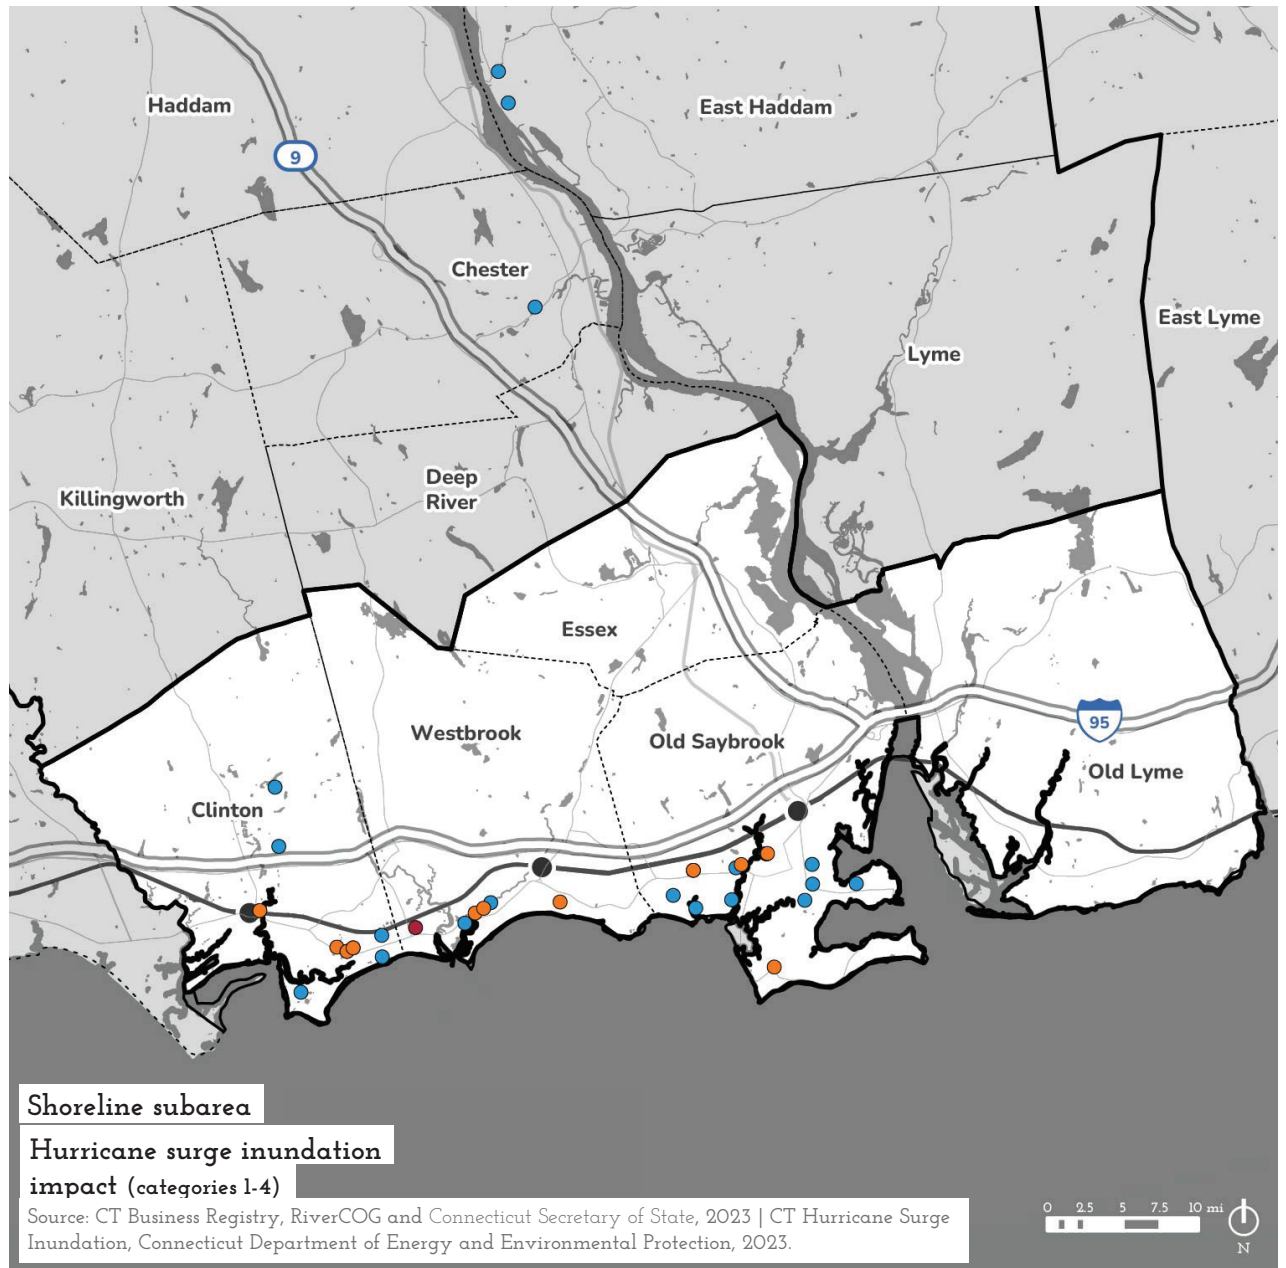 Haddam
East Haddam
9
Chester
East Lyme
Lyme
Deep
River
Killingworth
Essex
Westbrook
Old Saybrook
95
Old Lyme
Clinton
Shoreline subarea
Hurricane surge inundation
impact (categories 1-4)
Source: CT Business Registry, RiverCOG and Connecticut Secretary of State, 2023 | CT Hurricane Surge
Inundation, Connecticut Department of Energy and Environmental Protection, 2023.
0 2.5 5 7.5 10 mi
N